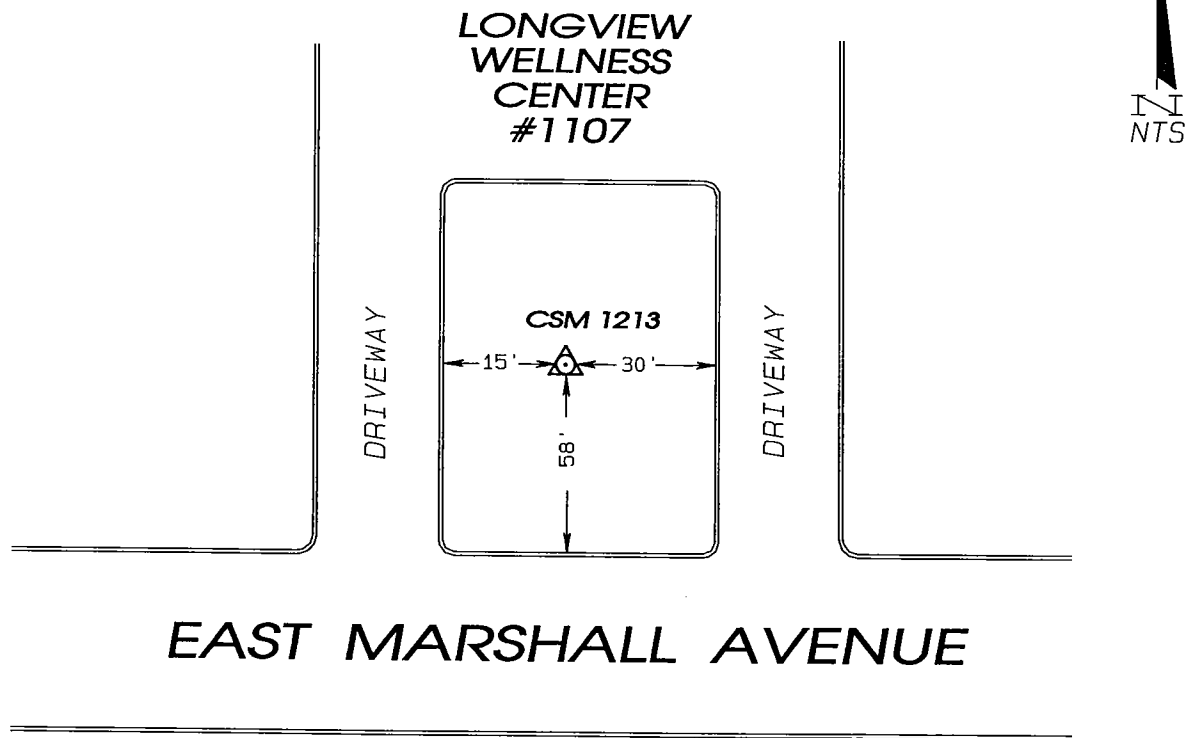 LONGVIEW
WELLNESS
CENTER
#1107
N
NTS
CSM 1213
15' 30'
58'
DRIVEWAY
DRIVEWAY
EAST MARSHALL AVENUE